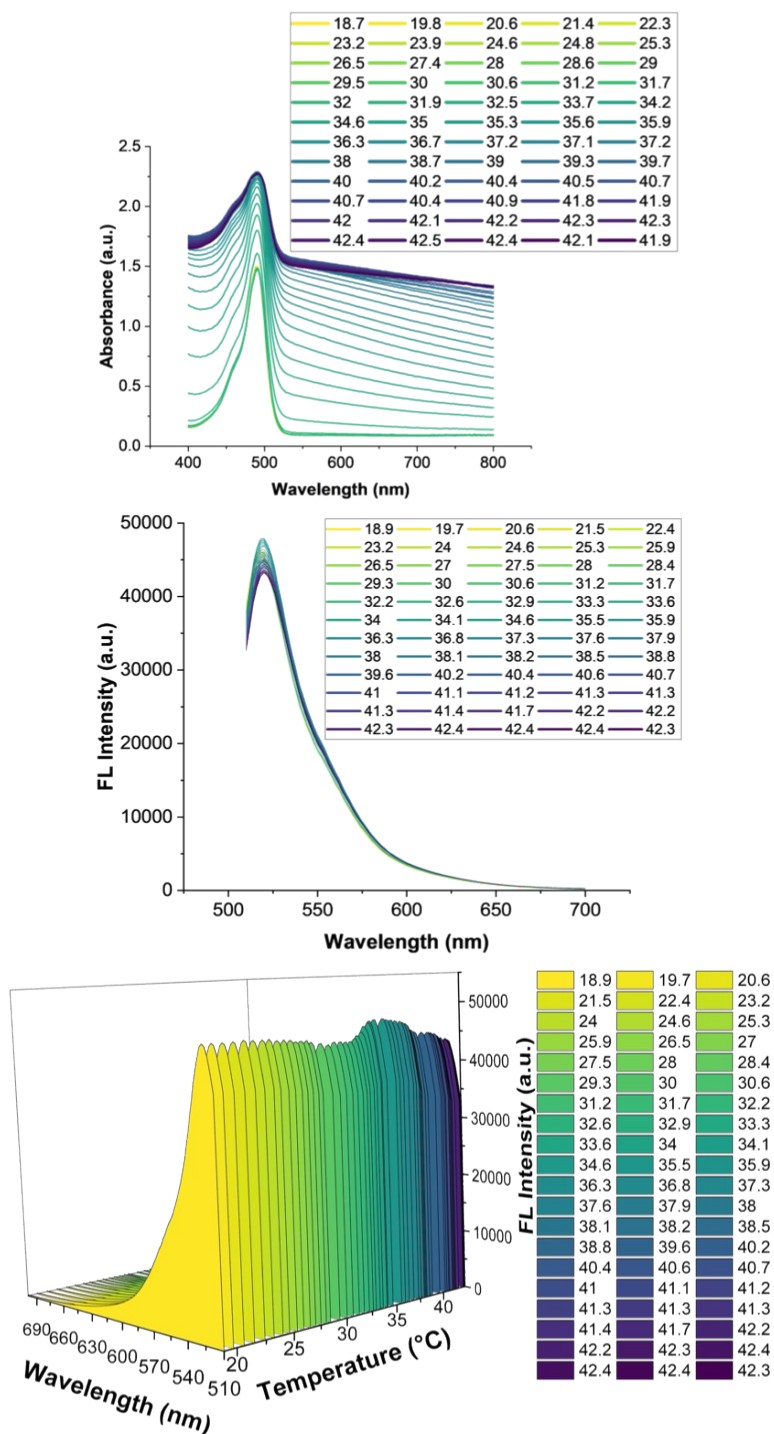 18.7 19.8 20.6 21.4 22.3
23.2 23.9 24.6 24.8 25.3
26.5 27.4 28 28.6 29
29.5 30 30.6 31.2 31.7
32 31.9 32.5 33.7 34.2
34.6 35 35.3 35.6 35.9
36.3 36.7 37.2 37.1 37.2
38 38.7 39 39.3 39.7
40 40.2 40.4 40.5 40.7
40.7 40.4 40.9 41.8 41.9
42 42.1 42.2 42.3 42.3
42.4 42.5 42.4 42.1 41.9
2.5
2.0
1.5
1.0
0.5
0.0
Absorbance (a.u.)
400 500 600 700 800
Wavelength (nm)
50000
40000
30000
20000
10000
0
FL Intensity (a.u.)
18.9 19.7 20.6 21.5 22.4
23.2 24 24.6 25.3 25.9
26.5 27 27.5 28 28.4
29.3 30 30.6 31.2 31.7
32.2 32.6 32.9 33.3 33.6
34 34.1 34.6 35.5 35.9
36.3 36.8 37.3 37.6 37.9
38 38.1 38.2 38.5 38.8
39.6 40.2 40.4 40.6 40.7
41 41.1 41.2 41.3 41.3
41.3 41.4 41.7 42.2 42.2
42.3 42.4 42.4 42.4 42.3
500 550 600 650 700
Wavelength (nm)
50000
40000
30000
20000
10000
0
FL Intensity (a.u.)
690 660 630 600 570 540 510
Wavelength (nm)
20 25 30 35 40
Temperature (°C)
18.9 19.7 20.6
21.5 22.4 23.2
24 24.6 25.3
25.9 26.5 27
27.5 28 28.4
29.3 30 30.6
31.2 31.7 32.2
32.6 32.9 33.3
33.6 34 34.1
34.6 35.5 35.9
36.3 36.8 37.3
37.6 37.9 38
38.1 38.2 38.5
38.8 39.6 40.2
40.4 40.6 40.7
41 41.1 41.2
41.3 41.3 41.3
41.4 41.7 42.2
42.2 42.3 42.4
42.4 42.4 42.3